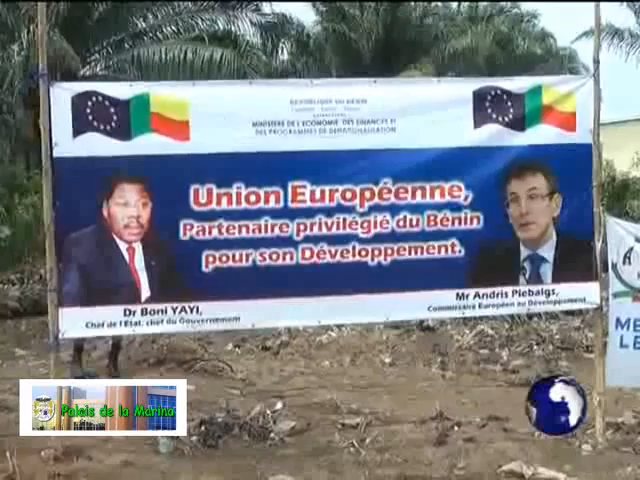 REPUBLIQUE DU BENIN
MINISTERE DE L'ECONOMIE, DES FINANCES ET
DES PROGRAMMES DE DENATIONALISATION
Union Européenne,
Partenaire privilégié du Bénin
pour son Développement.
Dr Boni YAYI,
Chef de l'Etat, chef du Gouvernement
Mr Andris Piebalgs,
Commissaire Européen au Développement
ME
LE
Palais de la Marina